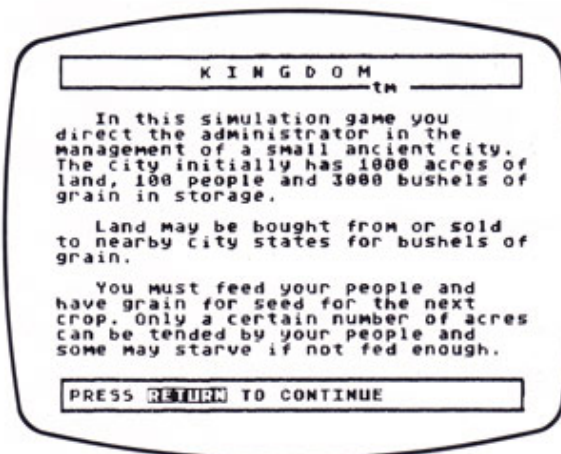 K I N G D O M
tm
In this simulation game you
direct the administrator in the
management of a small ancient city.
The city initially has 1000 acres of
land, 100 people and 3000 bushels of
grain in storage.
Land may be bought from or sold
to nearby city states for bushels of
grain.
You must feed your people and
have grain for seed for the next
crop. Only a certain number of acres
can be tended by your people and
some may starve if not fed enough.
PRESS RETURN TO CONTINUE